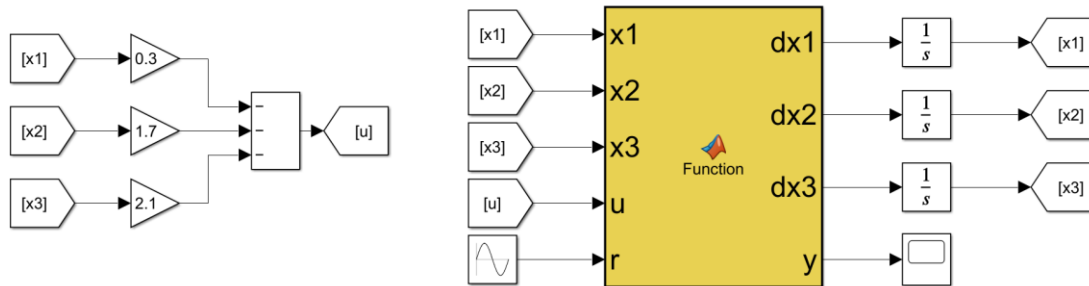 [x1]
0.3
[x2]
1.7
[x3]
2.1
−
−
−
[u]
[x1]
[x2]
[x3]
[u]
x1
x2
x3
u
r
Function
dx1
dx2
dx3
y
1
s
1
s
1
s
[x1]
[x2]
[x3]